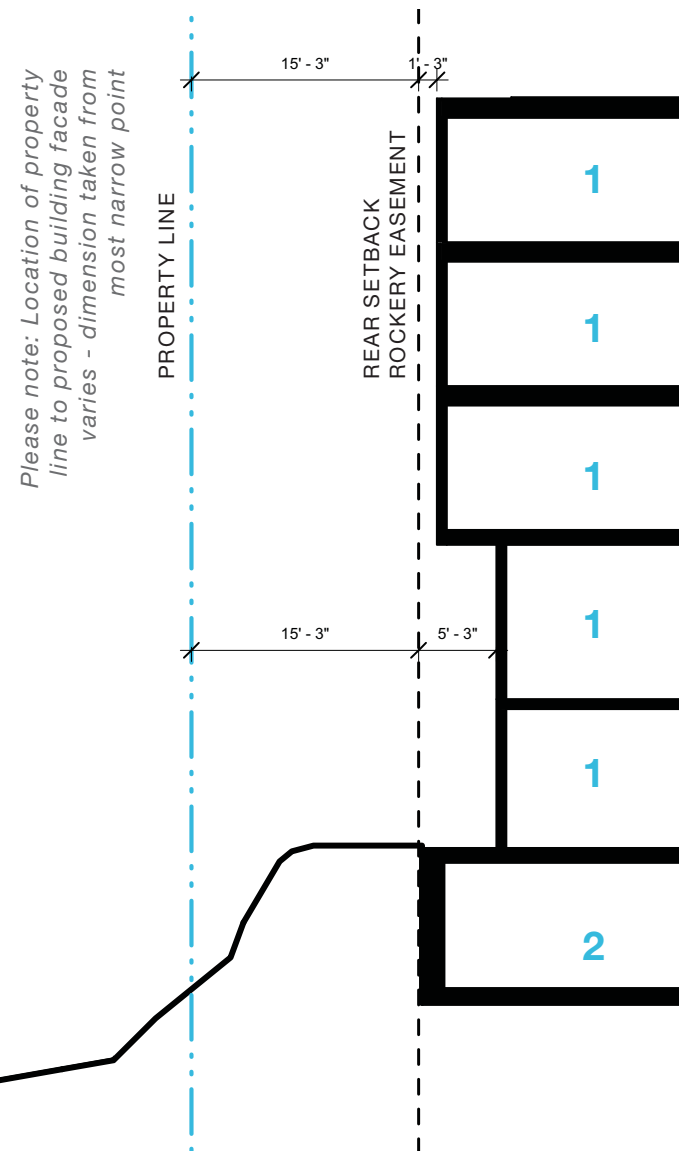 15' - 3"
1' - 3"
Please note: Location of property
line to proposed building facade
varies - dimension taken from
most narrow point
PROPERTY LINE
REAR SETBACK
ROCKERY EASEMENT
1
1
1
1
15' - 3"
5' - 3"
1
2